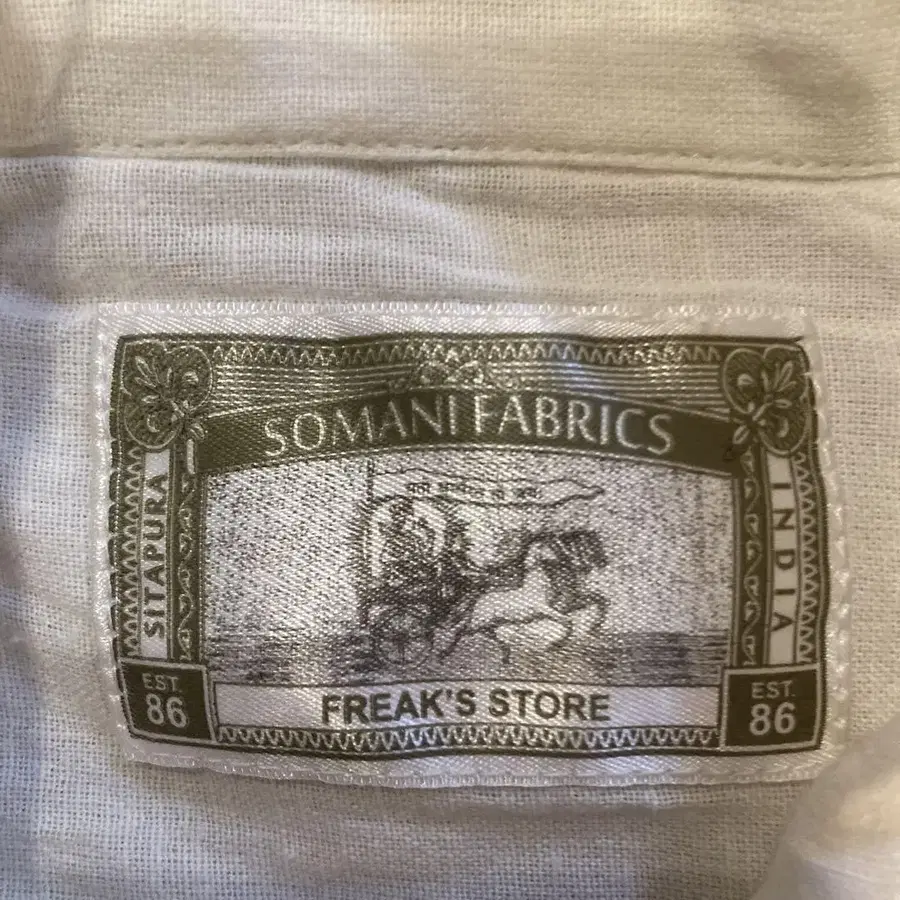 SOMANI FABRICS
SITAPURA
INDIA
FREAK'S STORE
EST.
86
EST.
86